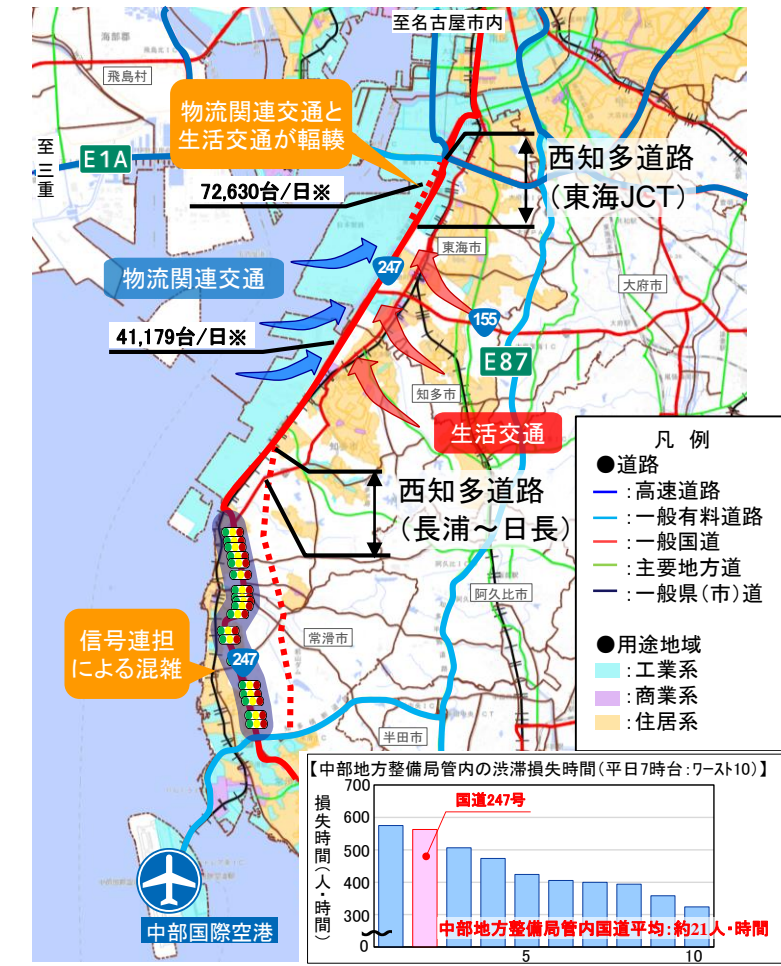 至名古屋市内
海部郡
飛島村
物流関連交通と
生活交通が輻輳
至三重
E1A
72,630台/日※
西知多道路
(東海JCT)
東海市
物流関連交通
247
大府市
155
41,179台/日※
E87
知多市
生活交通
西知多道路
(長浦～日長)
阿久比市
信号連担
による混雑
常滑市
247
半田市
中部国際空港
凡 例
●道路
:高速道路
:一般有料道路
:一般国道
:主要地方道
:一般県(市)道
●用途地域
:工業系
:商業系
:住居系
【中部地方整備局管内の渋滞損失時間(平日7時台:ワースト10)】
損失時間(人・時間)
700
600
500
400
300
0
国道247号
中部地方整備局管内国道平均:約21人・時間
5
10